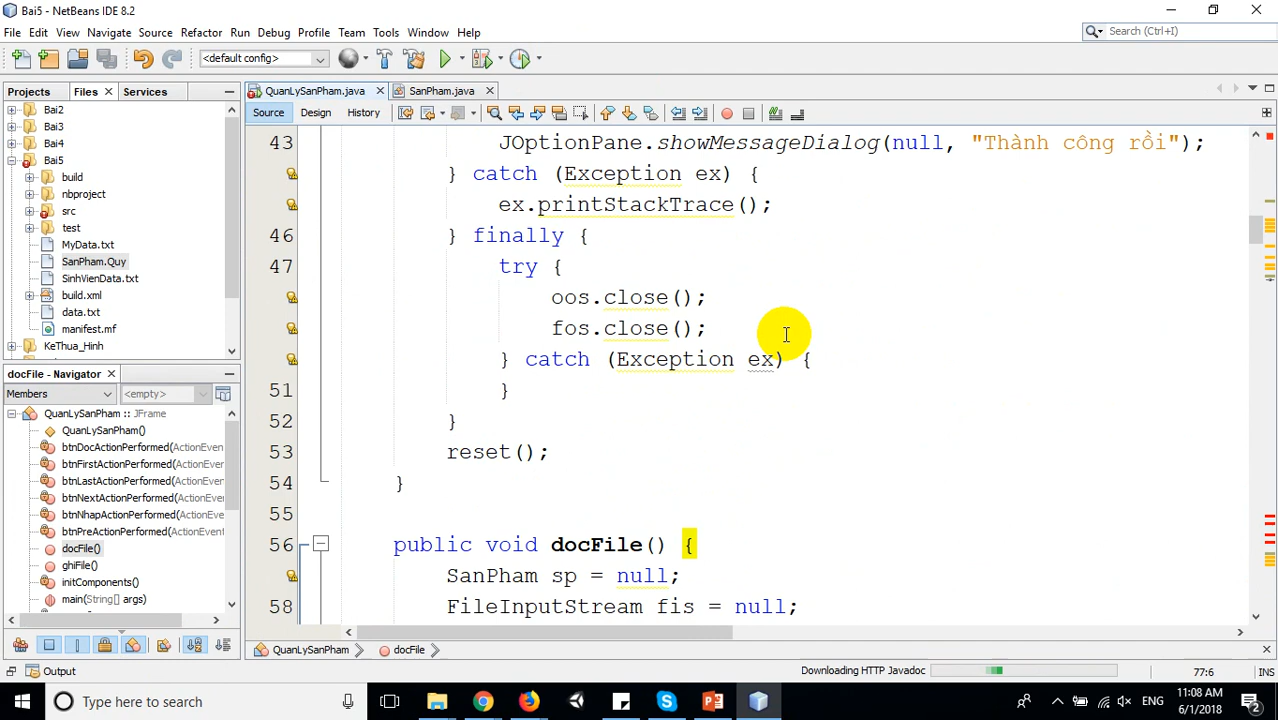 Bai5 - NetBeans IDE 8.2
File Edit View Navigate Source Refactor Run Debug Profile Team Tools Window Help
Search (Ctrl+I)
<default config>
Projects Files Services
QuanLySanPham.java SanPham.java
Source Design History
Bai2
Bai3
Bai4
Bai5
build
nbproject
src
test
MyData.txt
SanPham.Quy
SinhVienData.txt
build.xml
data.txt
manifest.mf
KeThua_Hinh
docFile - Navigator
Members <empty>
QuanLySanPham :: JFrame
QuanLySanPham()
btnDocActionPerformed(ActionEven
btnFirstActionPerformed(ActionEve
btnLastActionPerformed(ActionEve
btnNextActionPerformed(ActionEve
btnNhapActionPerformed(ActionEve
btnPreActionPerformed(ActionEvent
docFile()
ghiFile()
initComponents()
main(String[] args)
43 JOptionPane.showMessageDialog(null, "Thành công rồi");
} catch (Exception ex) {
ex.printStackTrace();
46 } finally {
47 try {
oos.close();
fos.close();
} catch (Exception ex) {
51 }
52 }
53 reset();
54 }
55
56 public void docFile() {
SanPham sp = null;
58 FileInputStream fis = null;
QuanLySanPham docFile
Output
Downloading HTTP Javadoc
77:6 INS
Type here to search
ENG
11:08 AM
6/1/2018
2